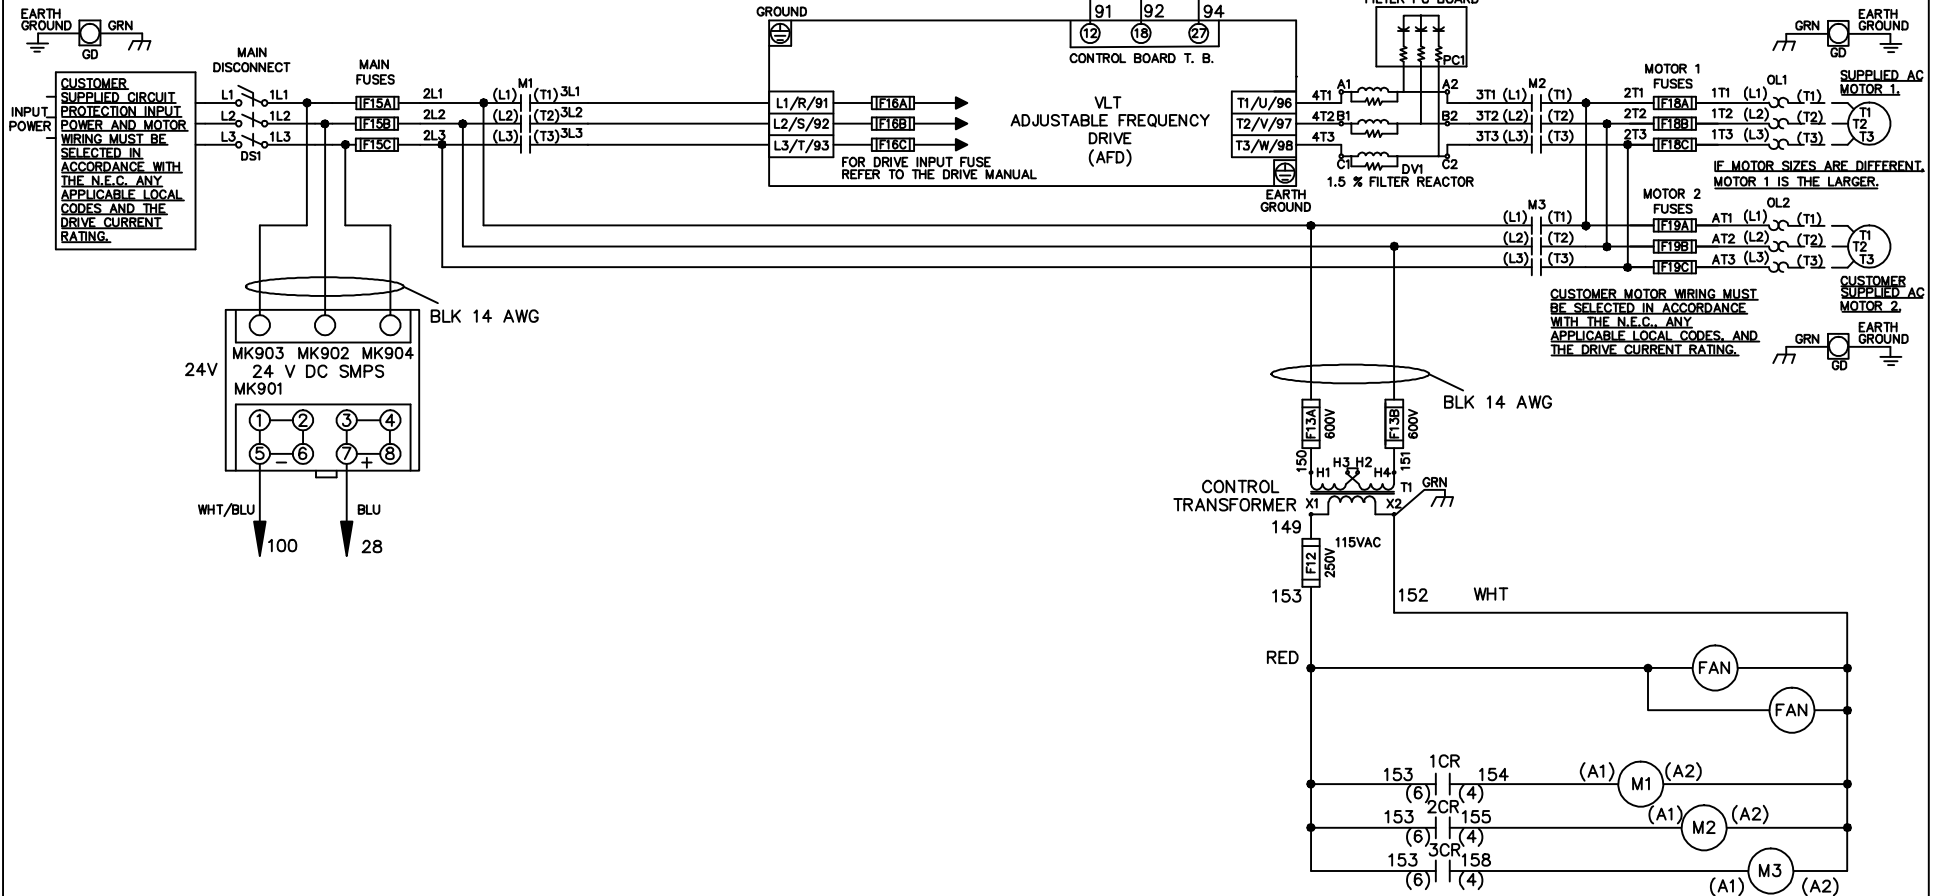 EARTH
GROUND
GRN
GD
MAIN
DISCONNECT
CUSTOMER
SUPPLIED CIRCUIT
PROTECTION INPUT
POWER AND MOTOR
WIRING MUST BE
SELECTED IN
ACCORDANCE WITH
THE N.E.C. ANY
APPLICABLE LOCAL
CODES AND THE
DRIVE CURRENT
RATING.
INPUT
POWER
L1 1L1
L2 1L2
L3 1L3
DS1
MAIN
FUSES
F15A
F15B
F15C
2L1
2L2
2L3
M1
(L1) (T1) 3L1
(L2) (T2) 3L2
(L3) (T3) 3L3
GROUND
L1/R/91
L2/S/92
L3/T/93
F16A
F16B
F16C
FOR DRIVE INPUT FUSE
REFER TO THE DRIVE MANUAL
91 92 94
12 18 27
CONTROL BOARD T. B.
VLT
ADJUSTABLE FREQUENCY
DRIVE
(AFD)
T1/U/96
T2/V/97
T3/W/98
EARTH
GROUND
4T1
4T2
4T3
A1 A2
B1 B2
C1 C2
PC1
DV1
1.5 % FILTER REACTOR
M2
3T1 (L1) (T1)
3T2 (L2) (T2)
3T3 (L3) (T3)
MOTOR 1
FUSES
2T1 F18A 1T1 (L1)
2T2 F18B 1T2 (L2)
2T3 F18C 1T3 (L3)
OL1
(T1)
(T2)
(T3)
T1
T2
T3
GRN
GD
EARTH
GROUND
SUPPLIED AC
MOTOR 1.
IF MOTOR SIZES ARE DIFFERENT,
MOTOR 1 IS THE LARGER.
M3
(L1) (T1)
(L2) (T2)
(L3) (T3)
MOTOR 2
FUSES
F19A AT1 (L1)
F19B AT2 (L2)
F19C AT3 (L3)
OL2
(T1)
(T2)
(T3)
T1
T2
T3
CUSTOMER
SUPPLIED AC
MOTOR 2.
CUSTOMER MOTOR WIRING MUST
BE SELECTED IN ACCORDANCE
WITH THE N.E.C., ANY
APPLICABLE LOCAL CODES, AND
THE DRIVE CURRENT RATING.
GRN
GD
EARTH
GROUND
BLK 14 AWG
MK903 MK902 MK904
24V
24 V DC SMPS
MK901
1 2 3 4
5 - 6 7 + 8
WHT/BLU
100
BLU
28
BLK 14 AWG
F13A
600V
F13B
600V
150
151
H1 H3 H2 H4
T1
GRN
CONTROL
TRANSFORMER
X1 X2
149
115VAC
F12
250V
153
152
WHT
RED
FAN
FAN
1CR
153 154
(6) (4)
(A1) M1 (A2)
2CR
153 155
(6) (4)
(A1) M2 (A2)
3CR
153 158
(6) (4)
(A1) M3 (A2)